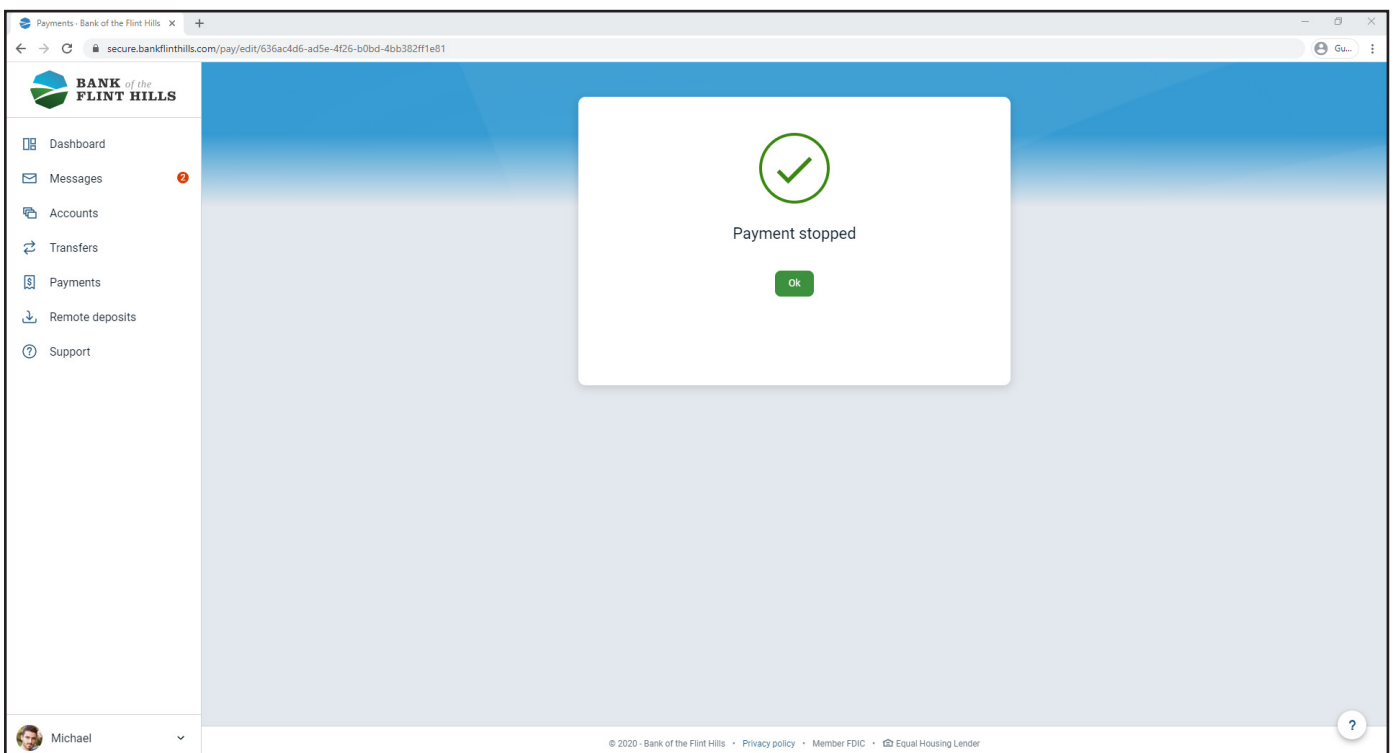 Payments - Bank of the Flint Hills
secure.bankflinthills.com/pay/edit/636ac4d6-ad5e-4f26-b0bd-4bb382ff1e81
Gu...
BANK of the
FLINT HILLS
Dashboard
Messages 2
Accounts
Transfers
Payments
Remote deposits
Support
Payment stopped
Ok
Michael
© 2020 - Bank of the Flint Hills • Privacy policy • Member FDIC • Equal Housing Lender
?